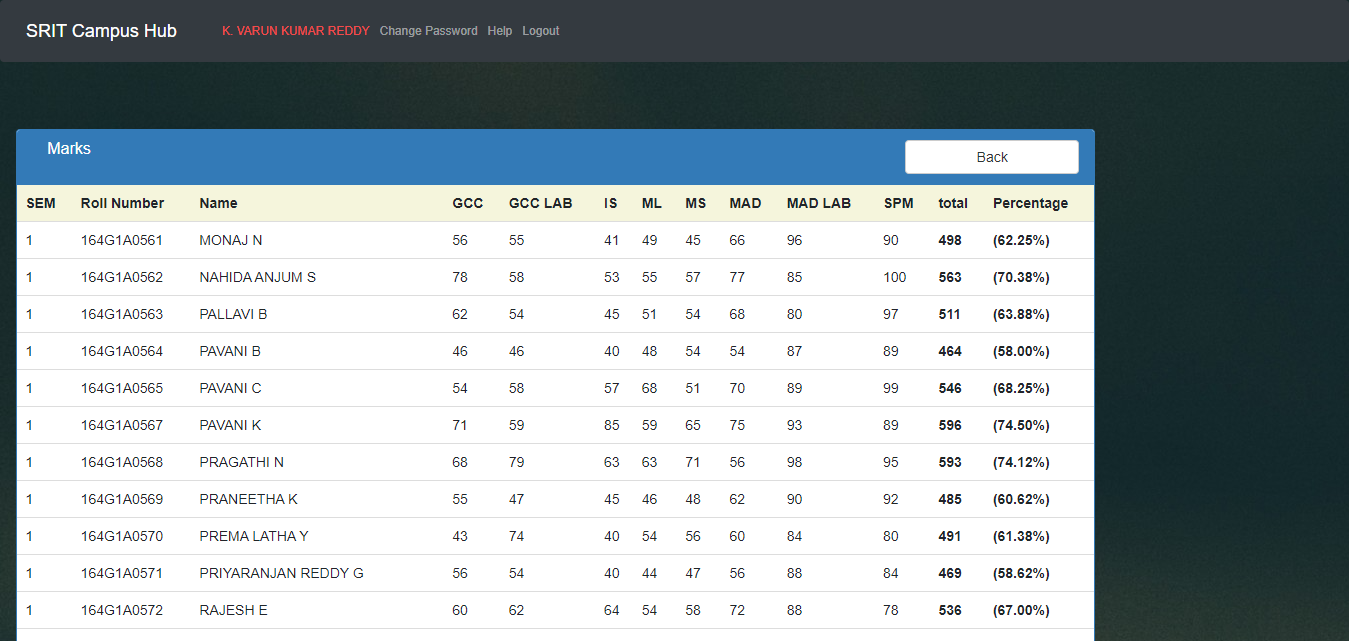 SRIT Campus Hub K. VARUN KUMAR REDDY Change Password Help Logout
Marks Back
SEM Roll Number Name GCC GCC LAB IS ML MS MAD MAD LAB SPM total Percentage
1 164G1A0561 MONAJ N 56 55 41 49 45 66 96 90 498 (62.25%)
1 164G1A0562 NAHIDA ANJUM S 78 58 53 55 57 77 85 100 563 (70.38%)
1 164G1A0563 PALLAVI B 62 54 45 51 54 68 80 97 511 (63.88%)
1 164G1A0564 PAVANI B 46 46 40 48 54 54 87 89 464 (58.00%)
1 164G1A0565 PAVANI C 54 58 57 68 51 70 89 99 546 (68.25%)
1 164G1A0567 PAVANI K 71 59 85 59 65 75 93 89 596 (74.50%)
1 164G1A0568 PRAGATHI N 68 79 63 63 71 56 98 95 593 (74.12%)
1 164G1A0569 PRANEETHA K 55 47 45 46 48 62 90 92 485 (60.62%)
1 164G1A0570 PREMA LATHA Y 43 74 40 54 56 60 84 80 491 (61.38%)
1 164G1A0571 PRIYARANJAN REDDY G 56 54 40 44 47 56 88 84 469 (58.62%)
1 164G1A0572 RAJESH E 60 62 64 54 58 72 88 78 536 (67.00%)